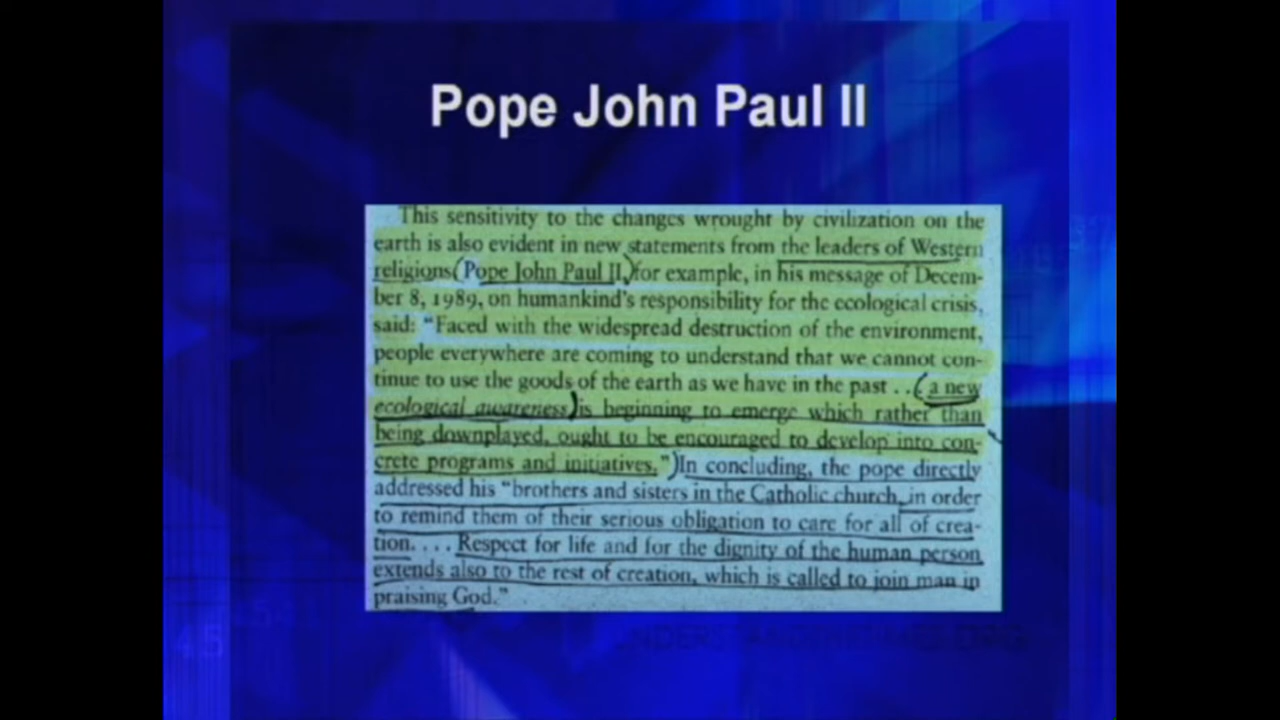 Pope John Paul II
This sensitivity to the changes wrought by civilization on the
earth is also evident in new statements from the leaders of Western
religions(Pope John Paul II,)for example, in his message of Decem-
ber 8, 1989, on humankind's responsibility for the ecological crisis,
said: "Faced with the widespread destruction of the environment,
people everywhere are coming to understand that we cannot con-
tinue to use the goods of the earth as we have in the past . . (a new
ecological awareness) is beginning to emerge which rather than
being downplayed, ought to be encouraged to develop into con-
crete programs and initiatives.") In concluding, the pope directly
addressed his "brothers and sisters in the Catholic church, in order
to remind them of their serious obligation to care for all of crea-
tion. . . . Respect for life and for the dignity of the human person
extends also to the rest of creation, which is called to join man in
praising God."
45